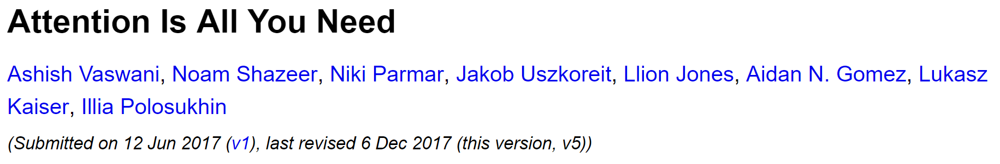 Attention Is All You Need
Ashish Vaswani, Noam Shazeer, Niki Parmar, Jakob Uszkoreit, Llion Jones, Aidan N. Gomez, Lukasz
Kaiser, Illia Polosukhin
(Submitted on 12 Jun 2017 (v1), last revised 6 Dec 2017 (this version, v5))